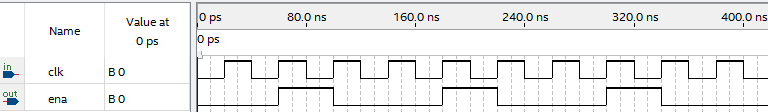 Name
Value at
0 ps
0 ps
80.0 ns
160.0 ns
240.0 ns
320.0 ns
400.0 ns
0 ps
in
clk
B 0
out
ena
B 0